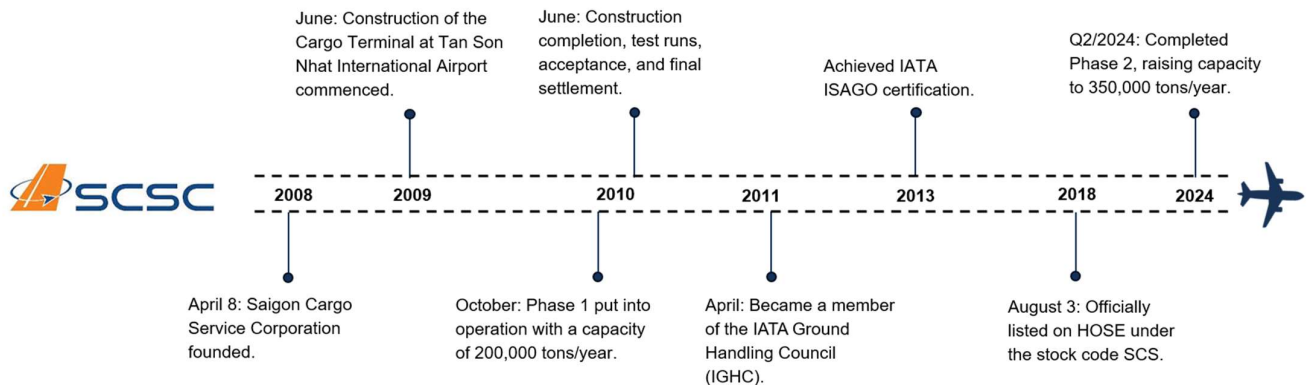 June: Construction of the
Cargo Terminal at Tan Son
Nhat International Airport
commenced.
June: Construction
completion, test runs,
acceptance, and final
settlement.
Achieved IATA
ISAGO certification.
Q2/2024: Completed
Phase 2, raising capacity
to 350,000 tons/year.
SCSC
2008
2009
2010
2011
2013
2018
2024
April 8: Saigon Cargo
Service Corporation
founded.
October: Phase 1 put into
operation with a capacity
of 200,000 tons/year.
April: Became a member
of the IATA Ground
Handling Council
(IGHC).
August 3: Officially
listed on HOSE under
the stock code SCS.